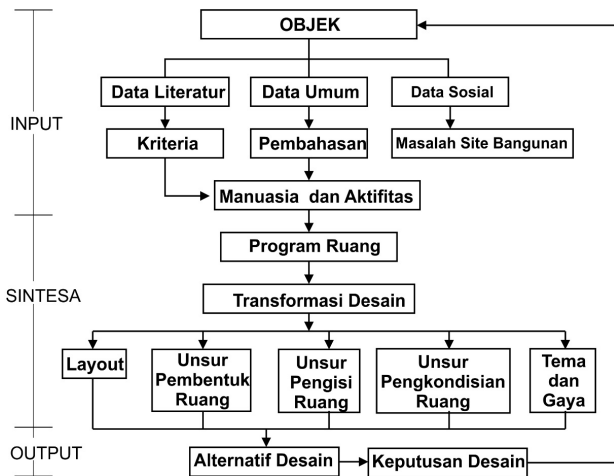 OBJEK
Data Literatur
Data Umum
Data Sosial
INPUT
Kriteria
Pembahasan
Masalah Site Bangunan
Manuasia dan Aktifitas
Program Ruang
SINTESA
Transformasi Desain
Layout
Unsur
Pembentuk
Ruang
Unsur
Pengisi
Ruang
Unsur
Pengkondisian
Ruang
Tema
dan
Gaya
OUTPUT
Alternatif Desain
Keputusan Desain